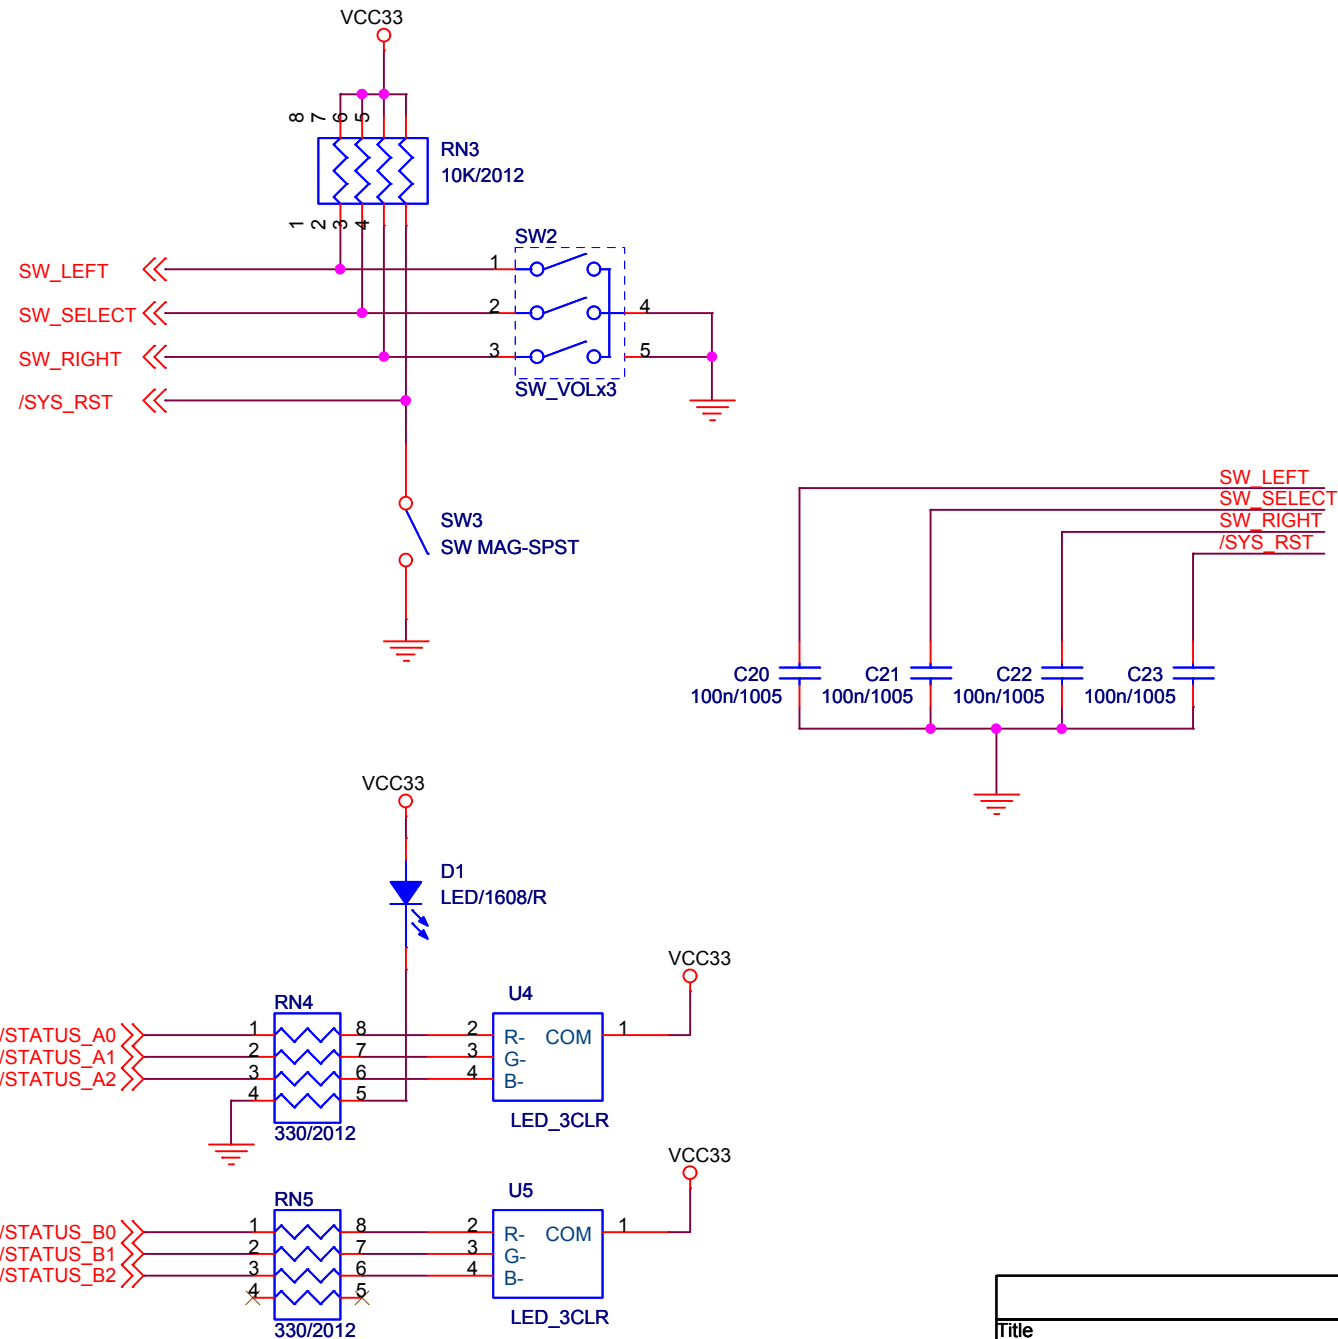 VCC33
8 7 6 5
RN3
10K/2012
1 2 3 4
SW2
SW_LEFT
1
SW_SELECT
2
4
SW_RIGHT
3
5
SW_VOLx3
/SYS_RST
SW_LEFT
SW_SELECT
SW_RIGHT
/SYS_RST
SW3
SW MAG-SPST
C20
100n/1005
C21
100n/1005
C22
100n/1005
C23
100n/1005
VCC33
D1
LED/1608/R
VCC33
RN4
U4
/STATUS_A0
1
8
2
R-
COM
1
/STATUS_A1
2
7
3
G-
/STATUS_A2
3
6
4
B-
4
5
330/2012
LED_3CLR
VCC33
RN5
U5
/STATUS_B0
1
8
2
R-
COM
1
/STATUS_B1
2
7
3
G-
/STATUS_B2
3
6
4
B-
4
5
330/2012
LED_3CLR
Title